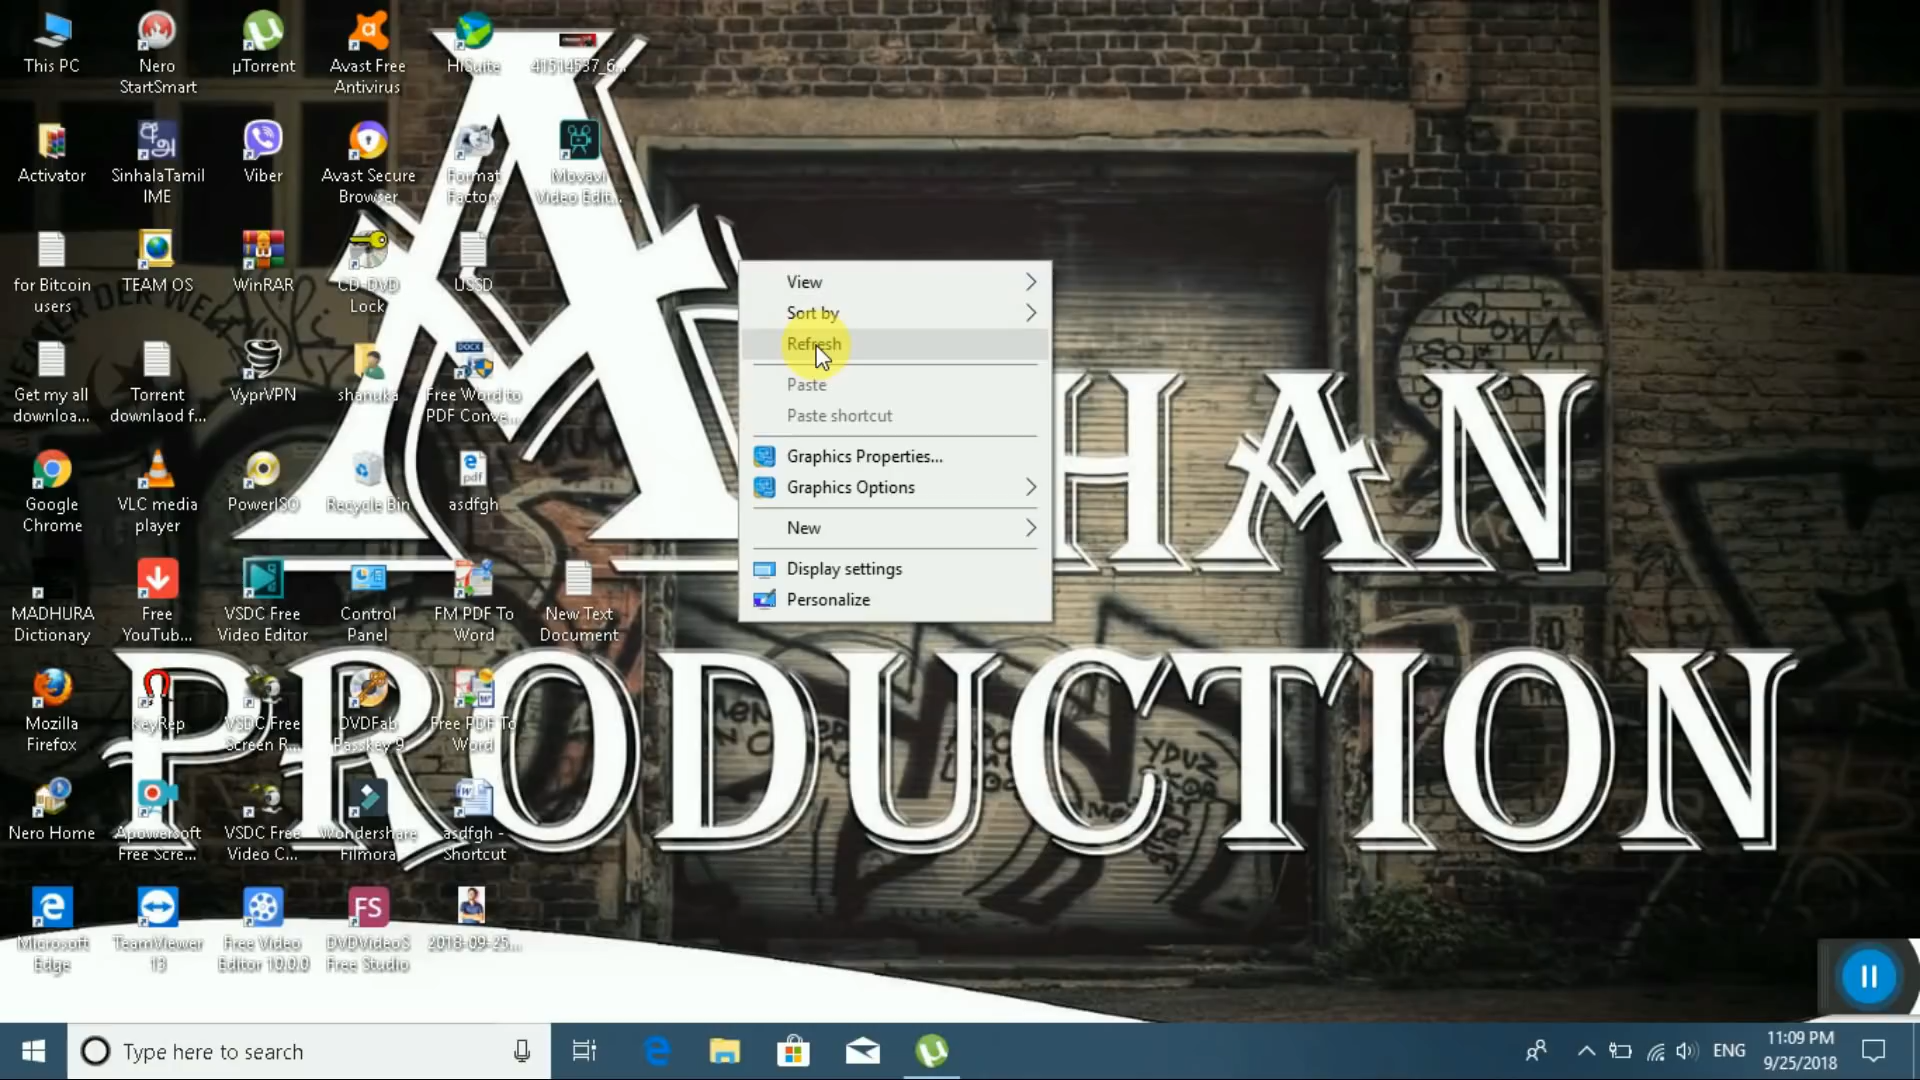 This PC
Nero
StartSmart
µTorrent
Avast Free
Antivirus
HiSuite
41514537_6...
Activator
SinhalaTamil
IME
Viber
Avast Secure
Browser
Format
Factory
Movavi
Video Edit...
for Bitcoin
users
TEAM OS
WinRAR
CD-DVD
Lock
USSD
Get my all
downloa...
Torrent
downlaod f...
VyprVPN
shanuka
Free Word to
PDF Conve...
Google
Chrome
VLC media
player
PowerISO
Recycle Bin
asdfgh
MADHURA
Dictionary
Free
YouTub...
VSDC Free
Video Editor
Control
Panel
FM PDF To
Word
New Text
Document
Mozilla
Firefox
KeyRep
VSDC Free
Screen R...
DVDFab
Passkey 9
Free PDF To
Word
Nero Home
Apowersoft
Free Scre...
VSDC Free
Video C...
Wondershare
Filmora
asdfgh -
Shortcut
Microsoft
Edge
TeamViewer
13
Free Video
Editor 10.0.0
DVDVideoS
Free Studio
2018-09-25...
View
Sort by
Refresh
Paste
Paste shortcut
Graphics Properties...
Graphics Options
New
Display settings
Personalize
HAN
PRODUCTION
Type here to search
ENG
11:09 PM
9/25/2018